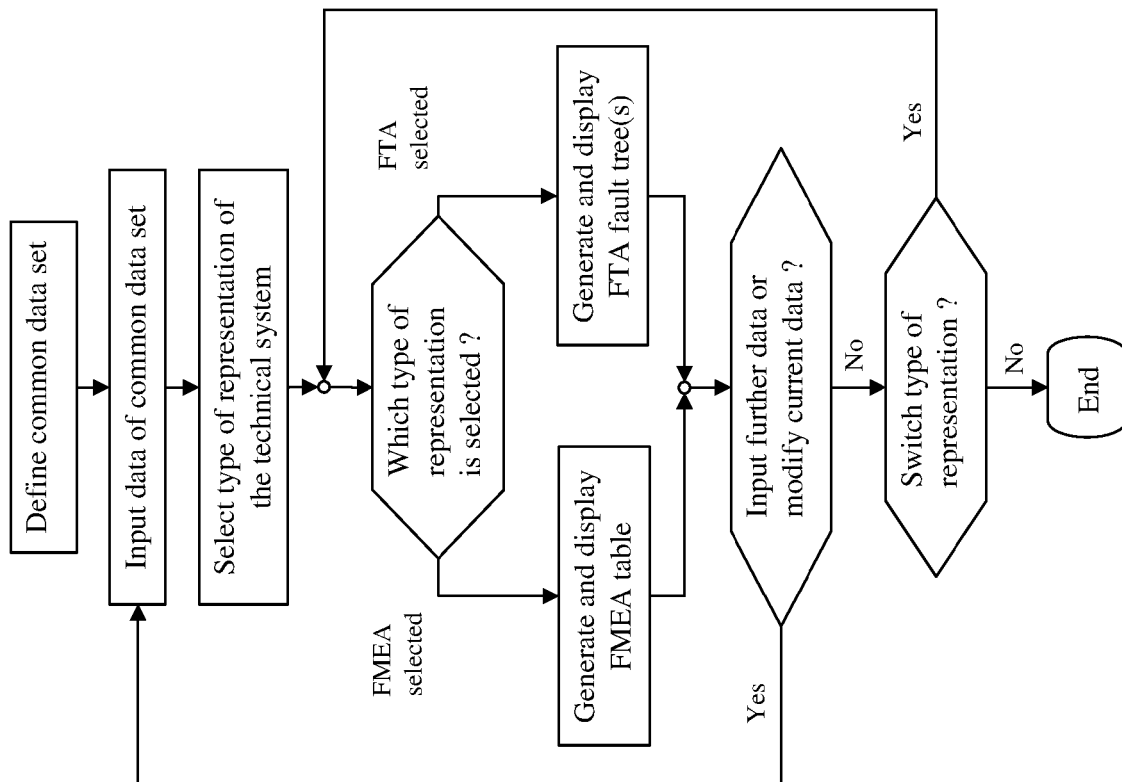 Define common data set
Input data of common data set
Select type of representation of
the technical system
Which type of
representation
is selected ?
FMEA
selected
FTA
selected
Generate and display
FMEA table
Generate and display
FTA fault tree(s)
Input further data or
modify current data ?
Yes
No
Switch type of
representation ?
Yes
No
End